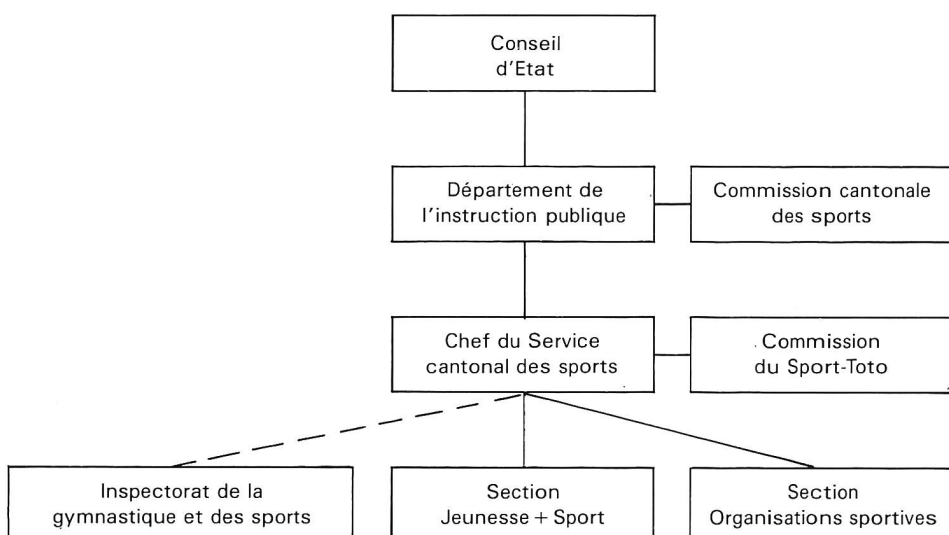 Conseil
d'Etat
Département de
l'instruction publique
Commission cantonale
des sports
Chef du Service
cantonal des sports
Commission
du Sport-Toto
Inspectorat de la
gymnastique et des sports
Section
Jeunesse + Sport
Section
Organisations sportives